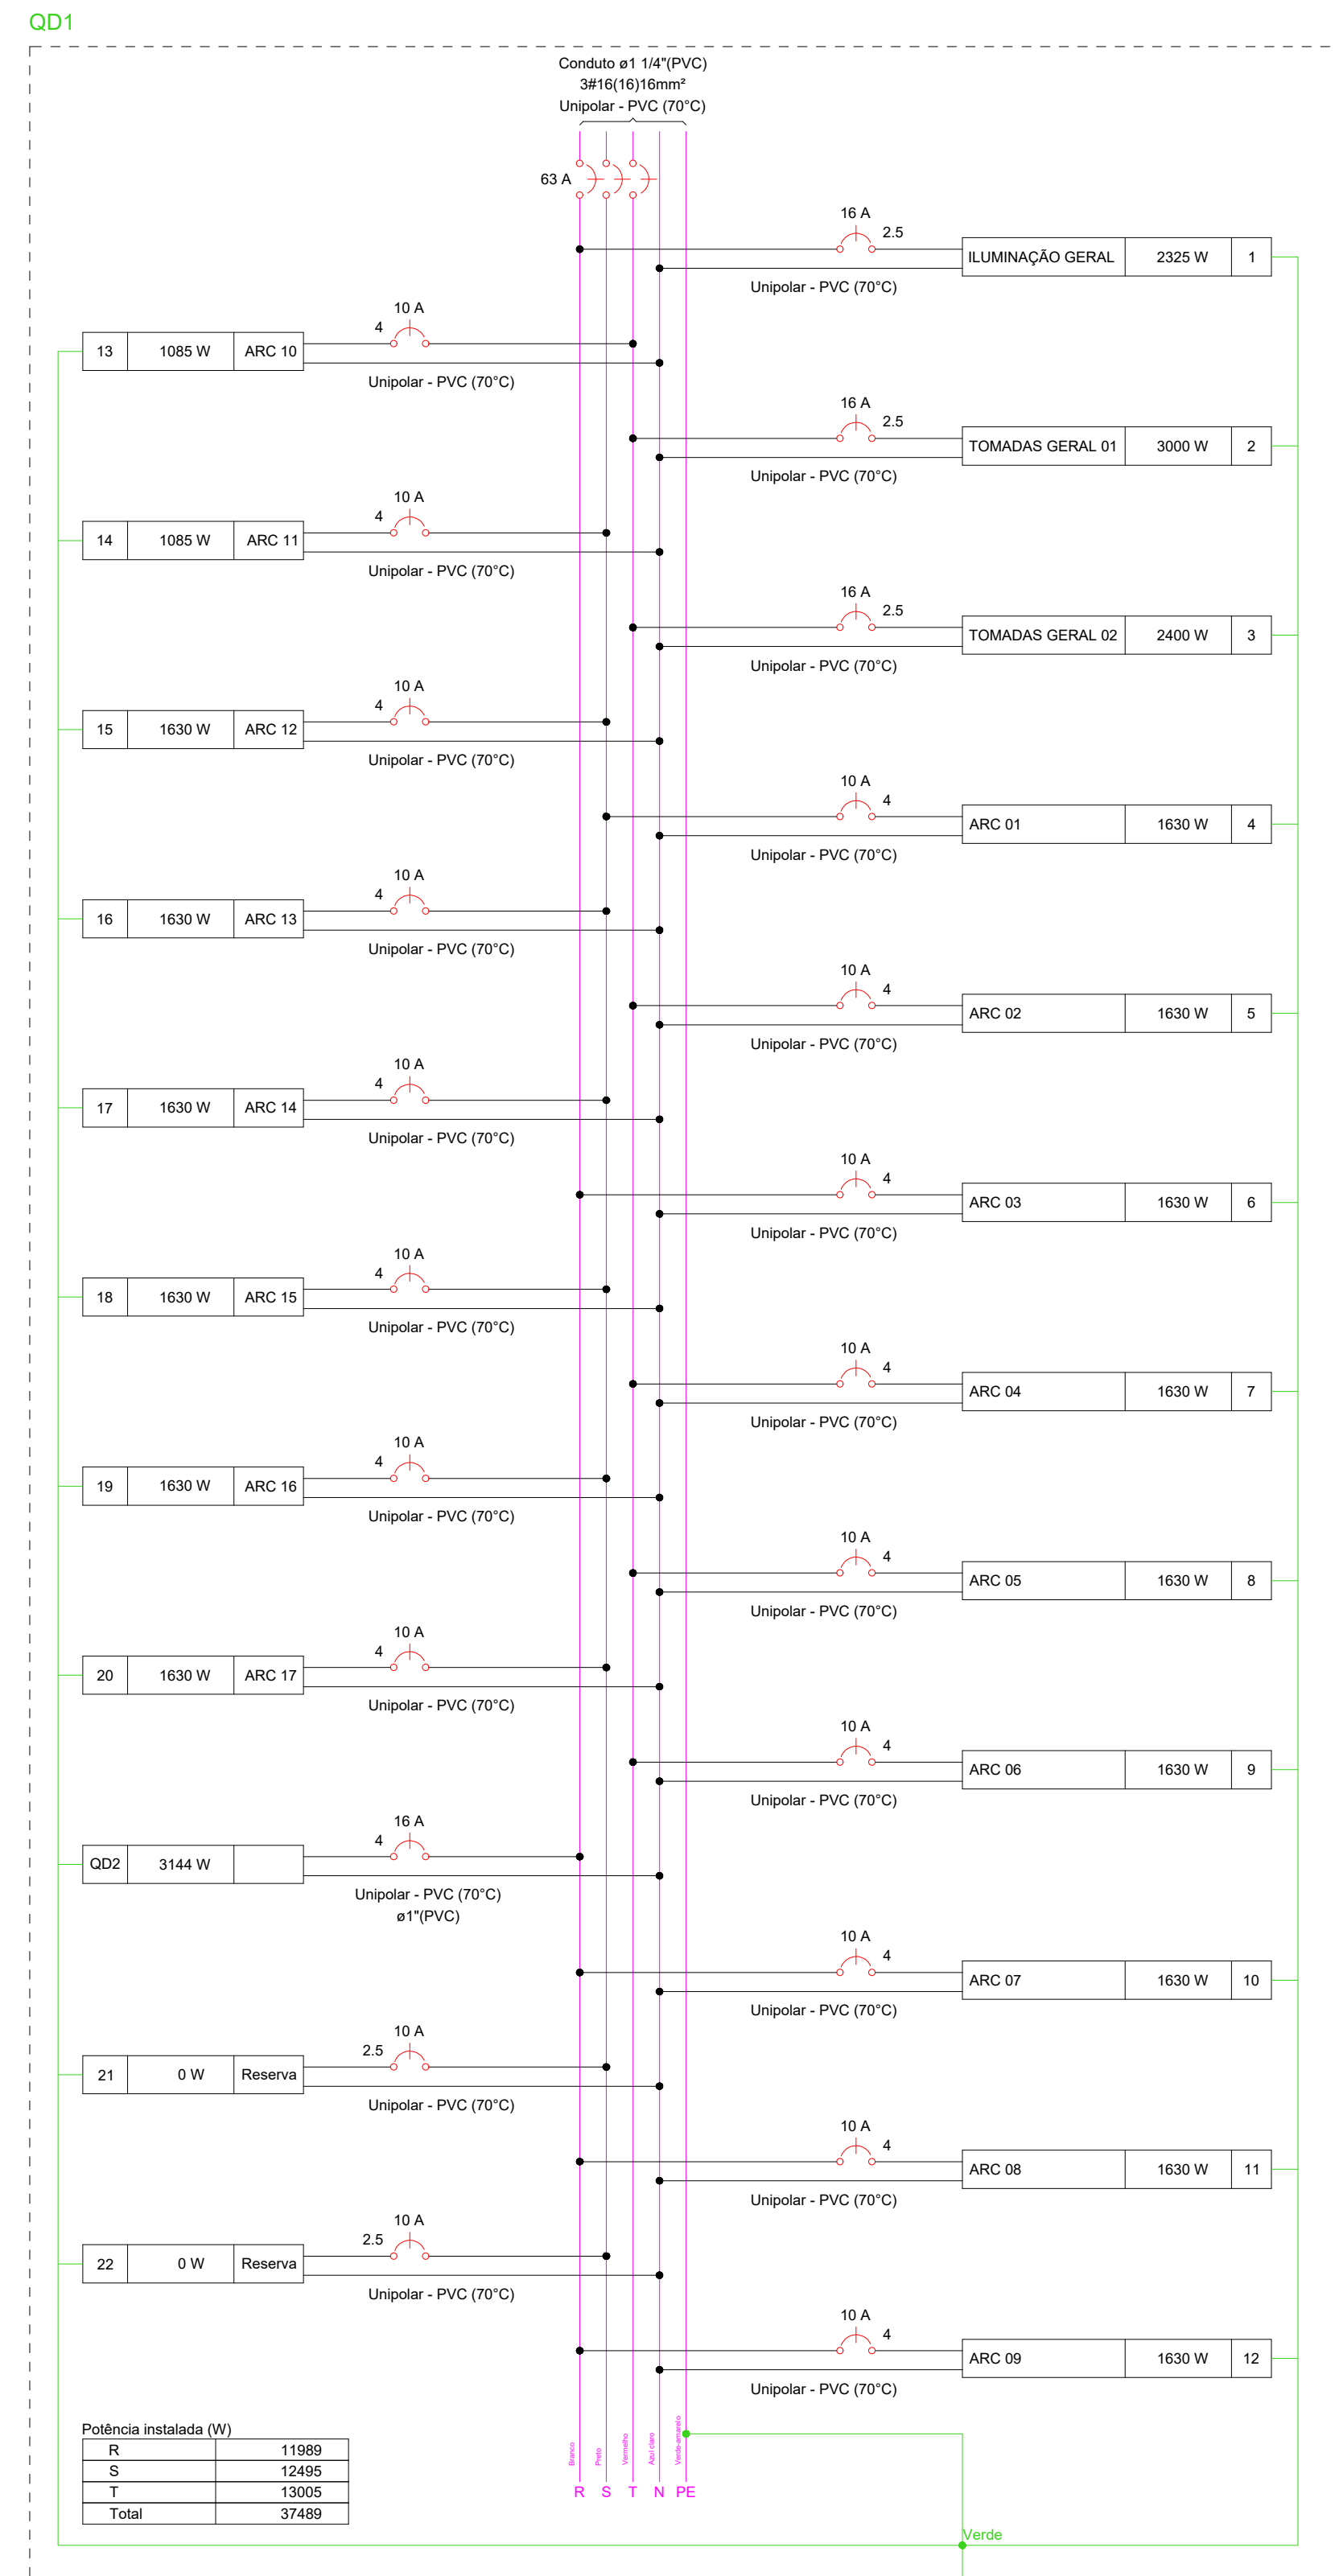 QD1
Conduto ø1 1/4"(PVC)
3#16(16)16mm²
Unipolar - PVC (70°C)
63 A
16 A
2.5
ILUMINAÇÃO GERAL 2325 W 1
Unipolar - PVC (70°C)
10 A
4
13 1085 W ARC 10
Unipolar - PVC (70°C)
16 A
2.5
TOMADAS GERAL 01 3000 W 2
Unipolar - PVC (70°C)
10 A
4
14 1085 W ARC 11
Unipolar - PVC (70°C)
16 A
2.5
TOMADAS GERAL 02 2400 W 3
Unipolar - PVC (70°C)
10 A
4
15 1630 W ARC 12
Unipolar - PVC (70°C)
10 A
4
ARC 01 1630 W 4
Unipolar - PVC (70°C)
10 A
4
16 1630 W ARC 13
Unipolar - PVC (70°C)
10 A
4
ARC 02 1630 W 5
Unipolar - PVC (70°C)
10 A
4
17 1630 W ARC 14
Unipolar - PVC (70°C)
10 A
4
ARC 03 1630 W 6
Unipolar - PVC (70°C)
10 A
4
18 1630 W ARC 15
Unipolar - PVC (70°C)
10 A
4
ARC 04 1630 W 7
Unipolar - PVC (70°C)
10 A
4
19 1630 W ARC 16
Unipolar - PVC (70°C)
10 A
4
ARC 05 1630 W 8
Unipolar - PVC (70°C)
10 A
4
20 1630 W ARC 17
Unipolar - PVC (70°C)
10 A
4
ARC 06 1630 W 9
Unipolar - PVC (70°C)
16 A
4
QD2 3144 W
Unipolar - PVC (70°C)
ø1"(PVC)
10 A
4
ARC 07 1630 W 10
Unipolar - PVC (70°C)
10 A
2.5
21 0 W Reserva
Unipolar - PVC (70°C)
10 A
4
ARC 08 1630 W 11
Unipolar - PVC (70°C)
10 A
2.5
22 0 W Reserva
Unipolar - PVC (70°C)
10 A
4
ARC 09 1630 W 12
Unipolar - PVC (70°C)
Potência instalada (W)
R 11989
S 12495
T 13005
Total 37489
Branco
Preto
Vermelho
Azul claro
Verde-amarelo
R S T N PE
Verde